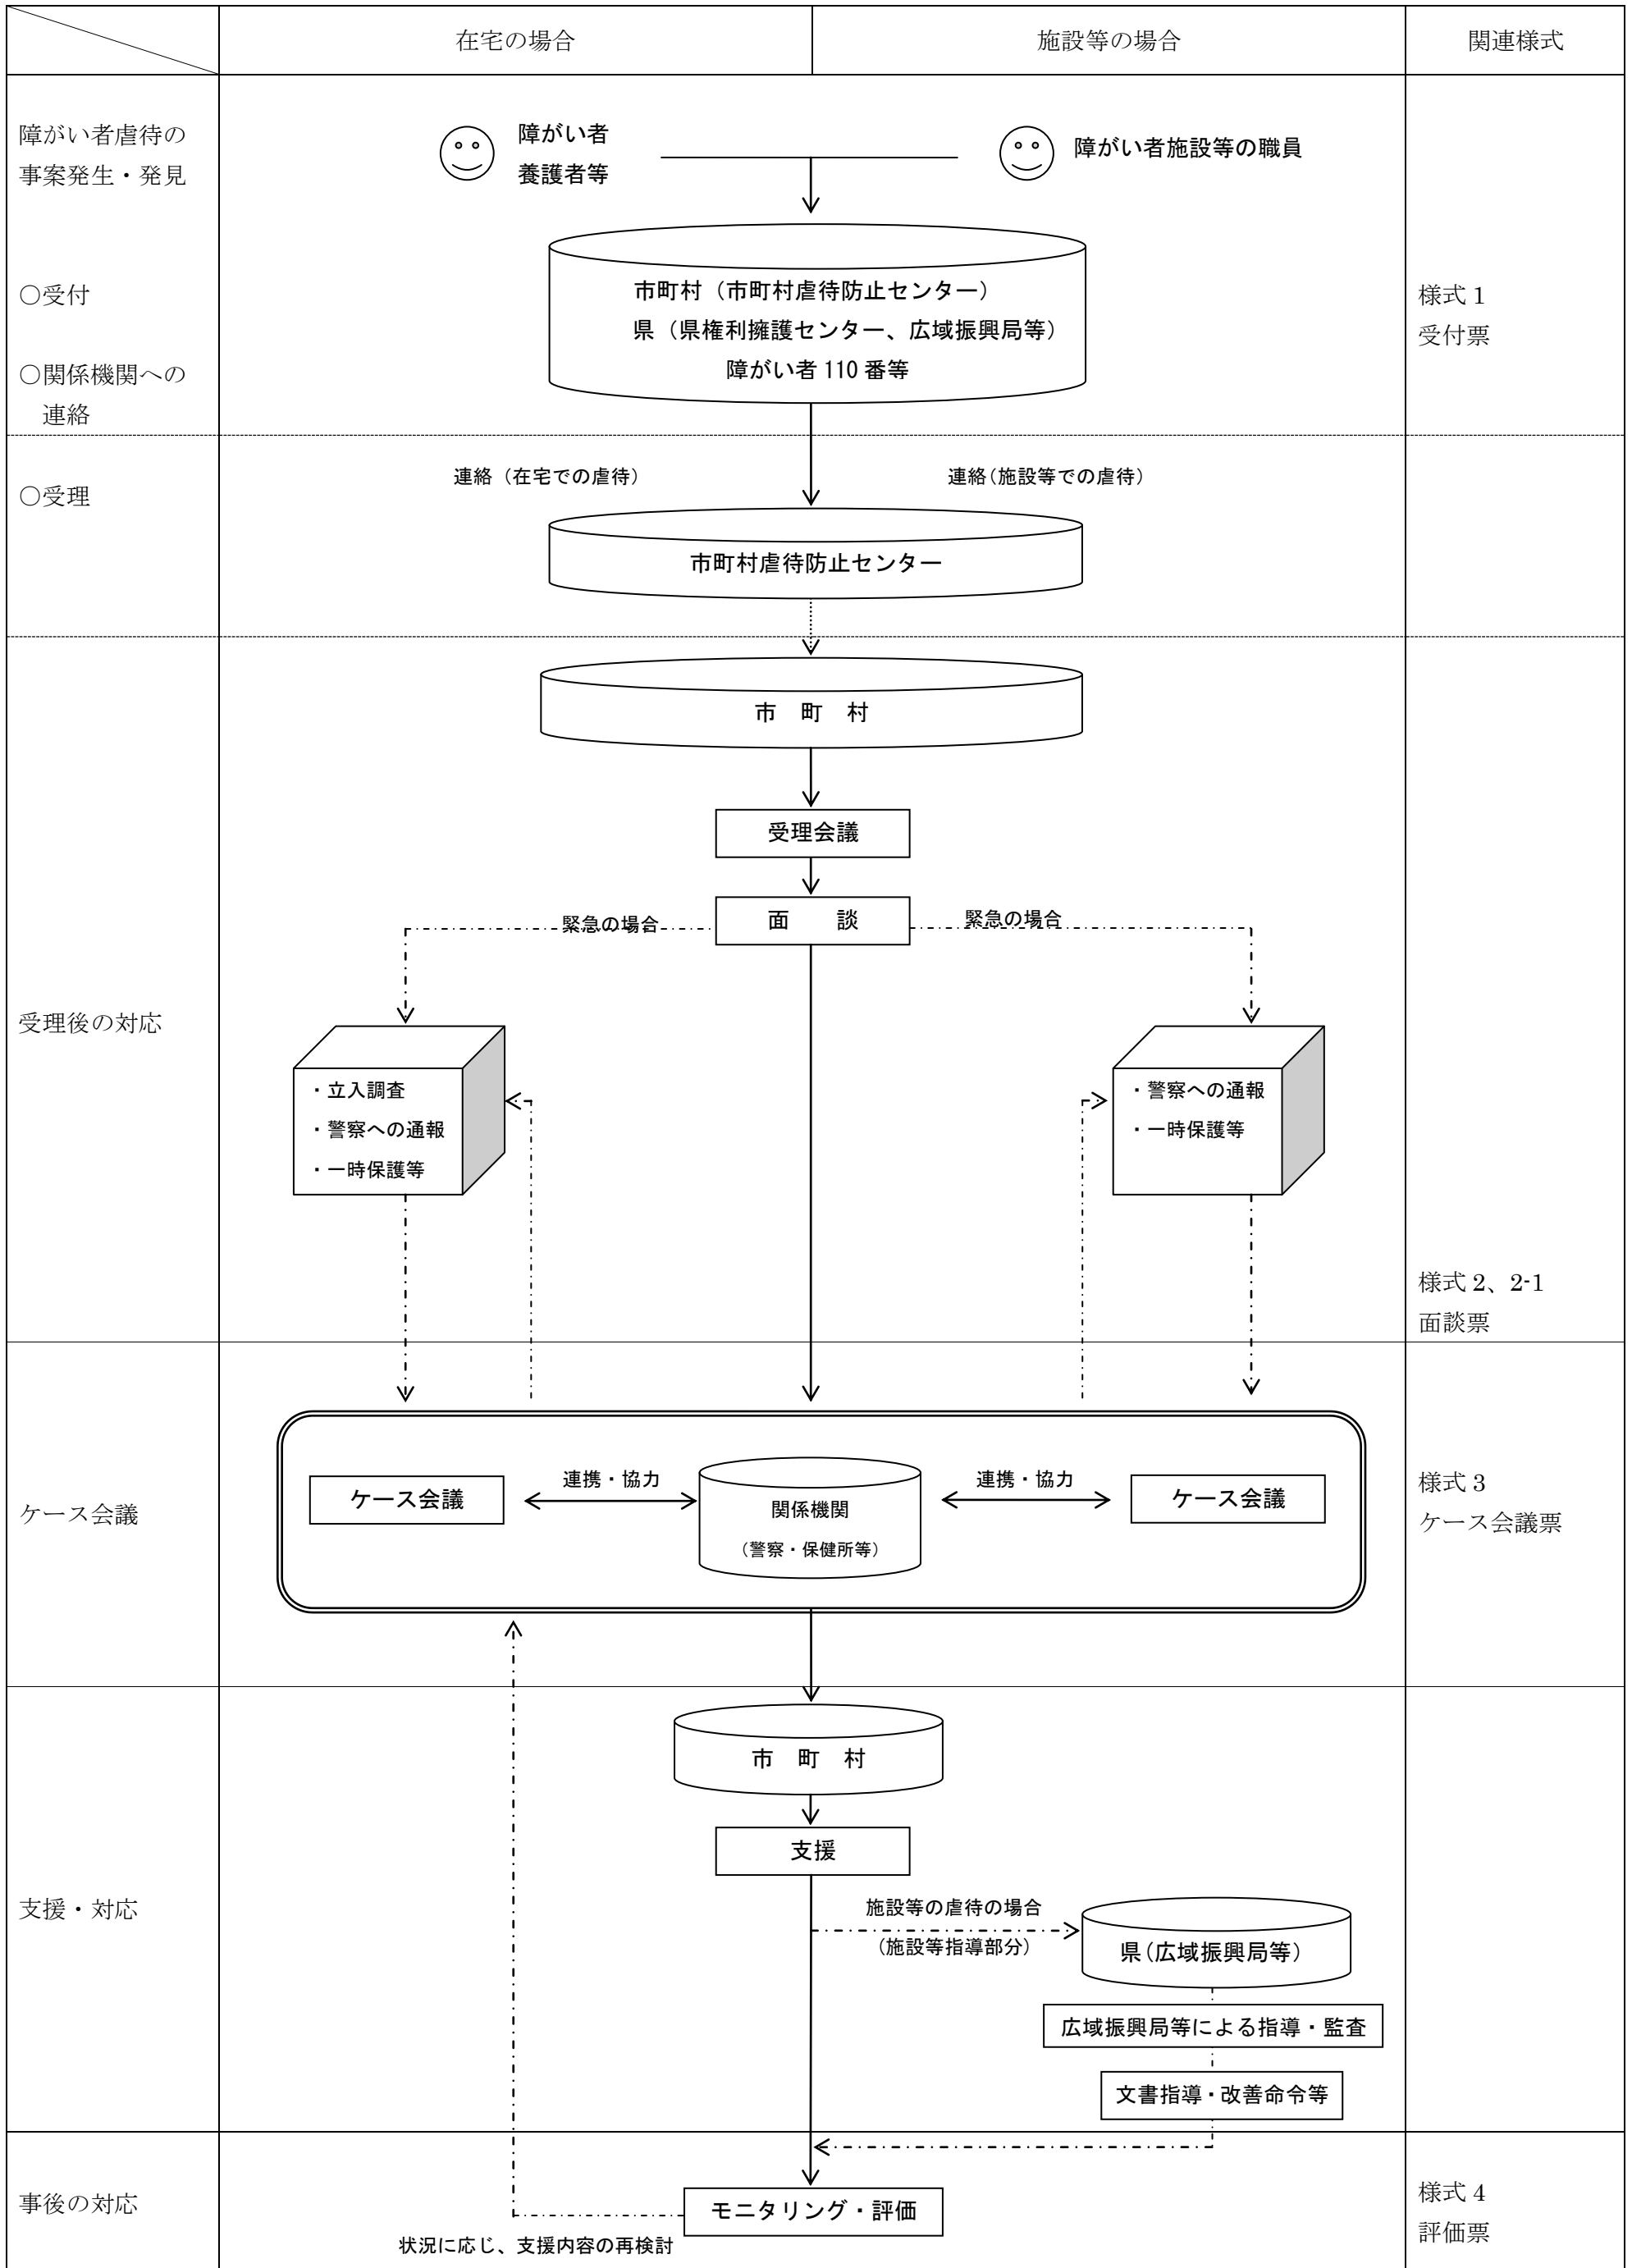 在宅の場合
施設等の場合
関連様式
障がい者虐待の
事案発生・発見
障がい者
養護者等
障がい者施設等の職員
○受付
○関係機関への
連絡
市町村（市町村虐待防止センター）
県（県権利擁護センター、広域振興局等）
障がい者 110 番等
様式 1
受付票
○受理
連絡（在宅での虐待）
連絡(施設等での虐待)
市町村虐待防止センター
市　町　村
受理会議
面　　談
緊急の場合
緊急の場合
受理後の対応
・立入調査
・警察への通報
・一時保護等
・警察への通報
・一時保護等
様式 2、2-1
面談票
ケース会議
ケース会議
連携・協力
関係機関
（警察・保健所等）
連携・協力
ケース会議
様式 3
ケース会議票
市　町　村
支援
支援・対応
施設等の虐待の場合
(施設等指導部分)
県(広域振興局等)
広域振興局等による指導・監査
文書指導・改善命令等
事後の対応
モニタリング・評価
状況に応じ、支援内容の再検討
様式 4
評価票